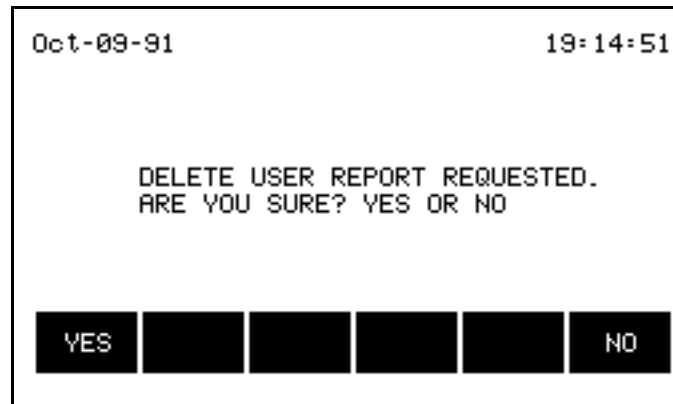 Oct-09-91 19:14:51
DELETE USER REPORT REQUESTED.
ARE YOU SURE? YES OR NO
YES NO